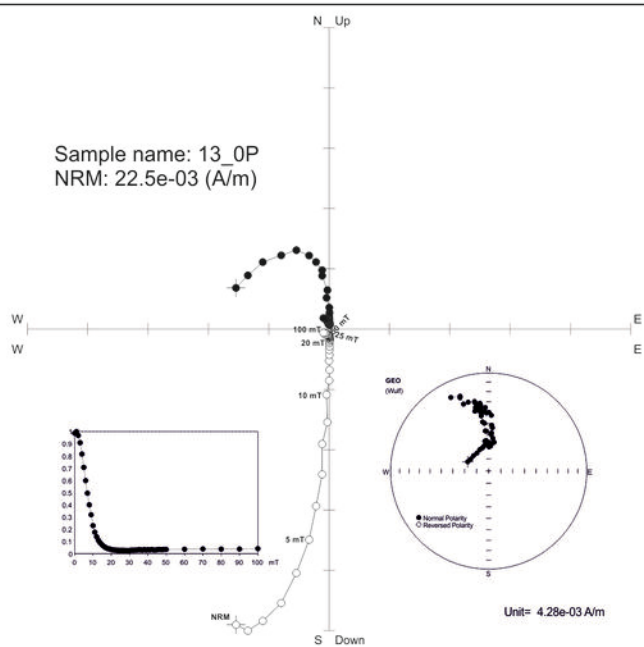 N Up
Sample name: 13_0P
NRM: 22.5e-03 (A/m)
W E
W E
100 mT
20 mT
25 mT
10 mT
5 mT
NRM
S Down
GEO
(Wulf)
N
W E
S
Normal Polarity
Reversed Polarity
1
0.9
0.8
0.7
0.6
0.5
0.4
0.3
0.2
0.1
0
0 10 20 30 40 50 60 70 80 90 100 mT
Unit= 4.28e-03 A/m